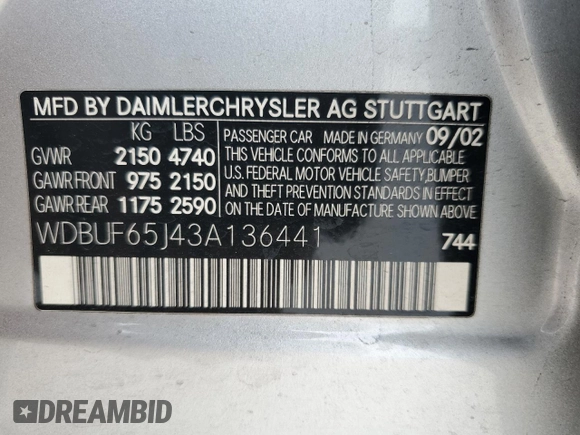 MFD BY DAIMLERCHRYSLER AG STUTTGART
KG LBS
GVWR 2150 4740
GAWR FRONT 975 2150
GAWR REAR 1175 2590
PASSENGER CAR MADE IN GERMANY 09/02
THIS VEHICLE CONFORMS TO ALL APPLICABLE
U.S. FEDERAL MOTOR VEHICLE SAFETY, BUMPER
AND THEFT PREVENTION STANDARDS IN EFFECT
ON THE DATE OF MANUFACTURE SHOWN ABOVE
WDBUF65J43A136441
744
DREAMBID